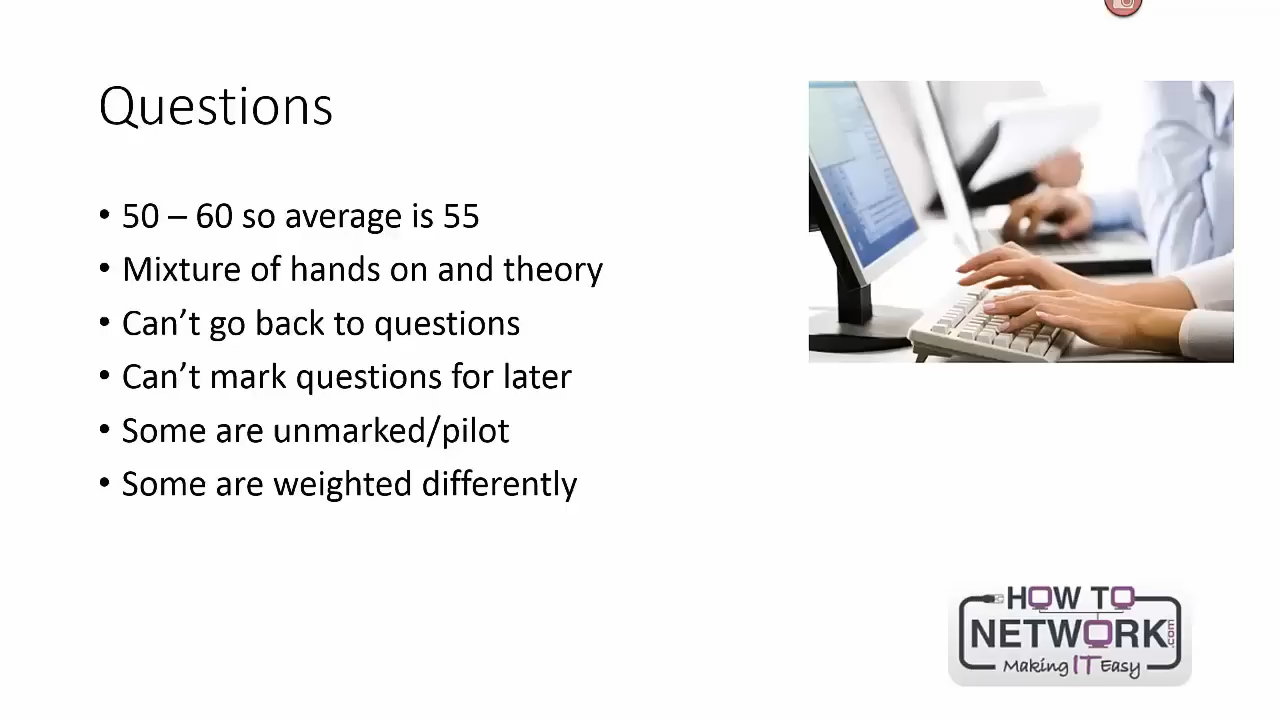 Questions
• 50 – 60 so average is 55
• Mixture of hands on and theory
• Can’t go back to questions
• Can’t mark questions for later
• Some are unmarked/pilot
• Some are weighted differently
HOW TO
NETWORK.com
Making IT Easy